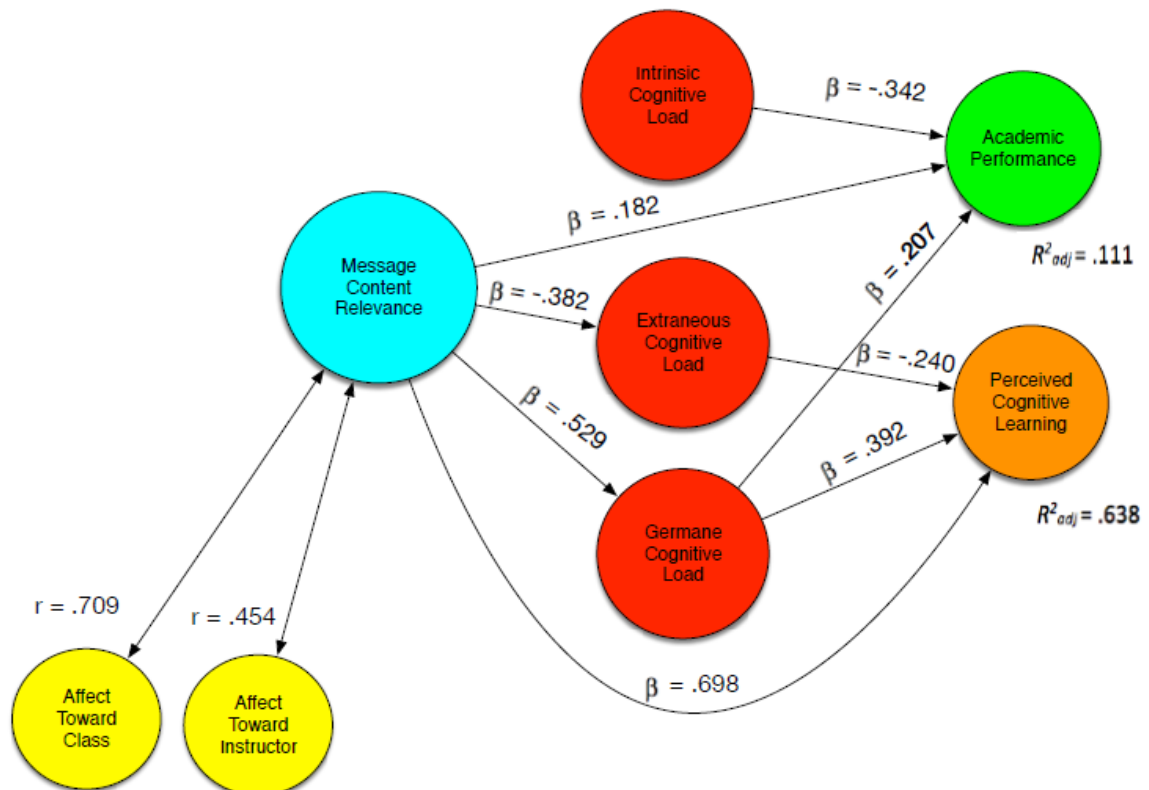 Intrinsic
Cognitive
Load
β = -.342
Academic
Performance
R²adj = .111
β = .182
Message
Content
Relevance
β = -.382
Extraneous
Cognitive
Load
β = .207
β = -.240
Perceived
Cognitive
Learning
R²adj = .638
β = .529
β = .392
Germane
Cognitive
Load
r = .709
r = .454
β = .698
Affect
Toward
Class
Affect
Toward
Instructor